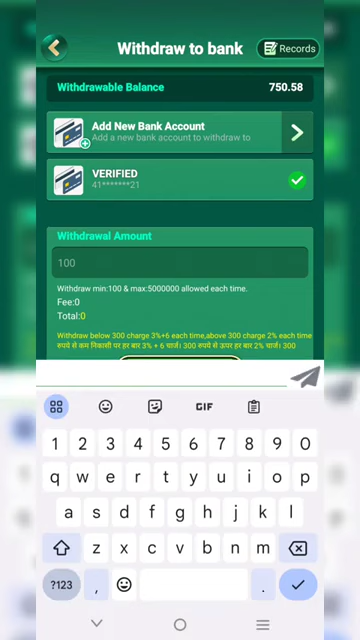 Withdraw to bank
Records
Withdrawable Balance 750.58
Add New Bank Account
Add a new bank account to withdraw to
VERIFIED
41*******21
Withdrawal Amount
100
Withdraw min:100 & max:5000000 allowed each time.
Fee:0
Total:0
Withdraw below 300 charge 3%+6 each time,above 300 charge 2% each time
रुपये से कम निकासी पर हर बार 3% + 6 चार्ज। 300 रुपये से ऊपर हर बार 2% चार्ज। 300
GIF
1 2 3 4 5 6 7 8 9 0
q w e r t y u i o p
a s d f g h j k l
z x c v b n m
?123 , .